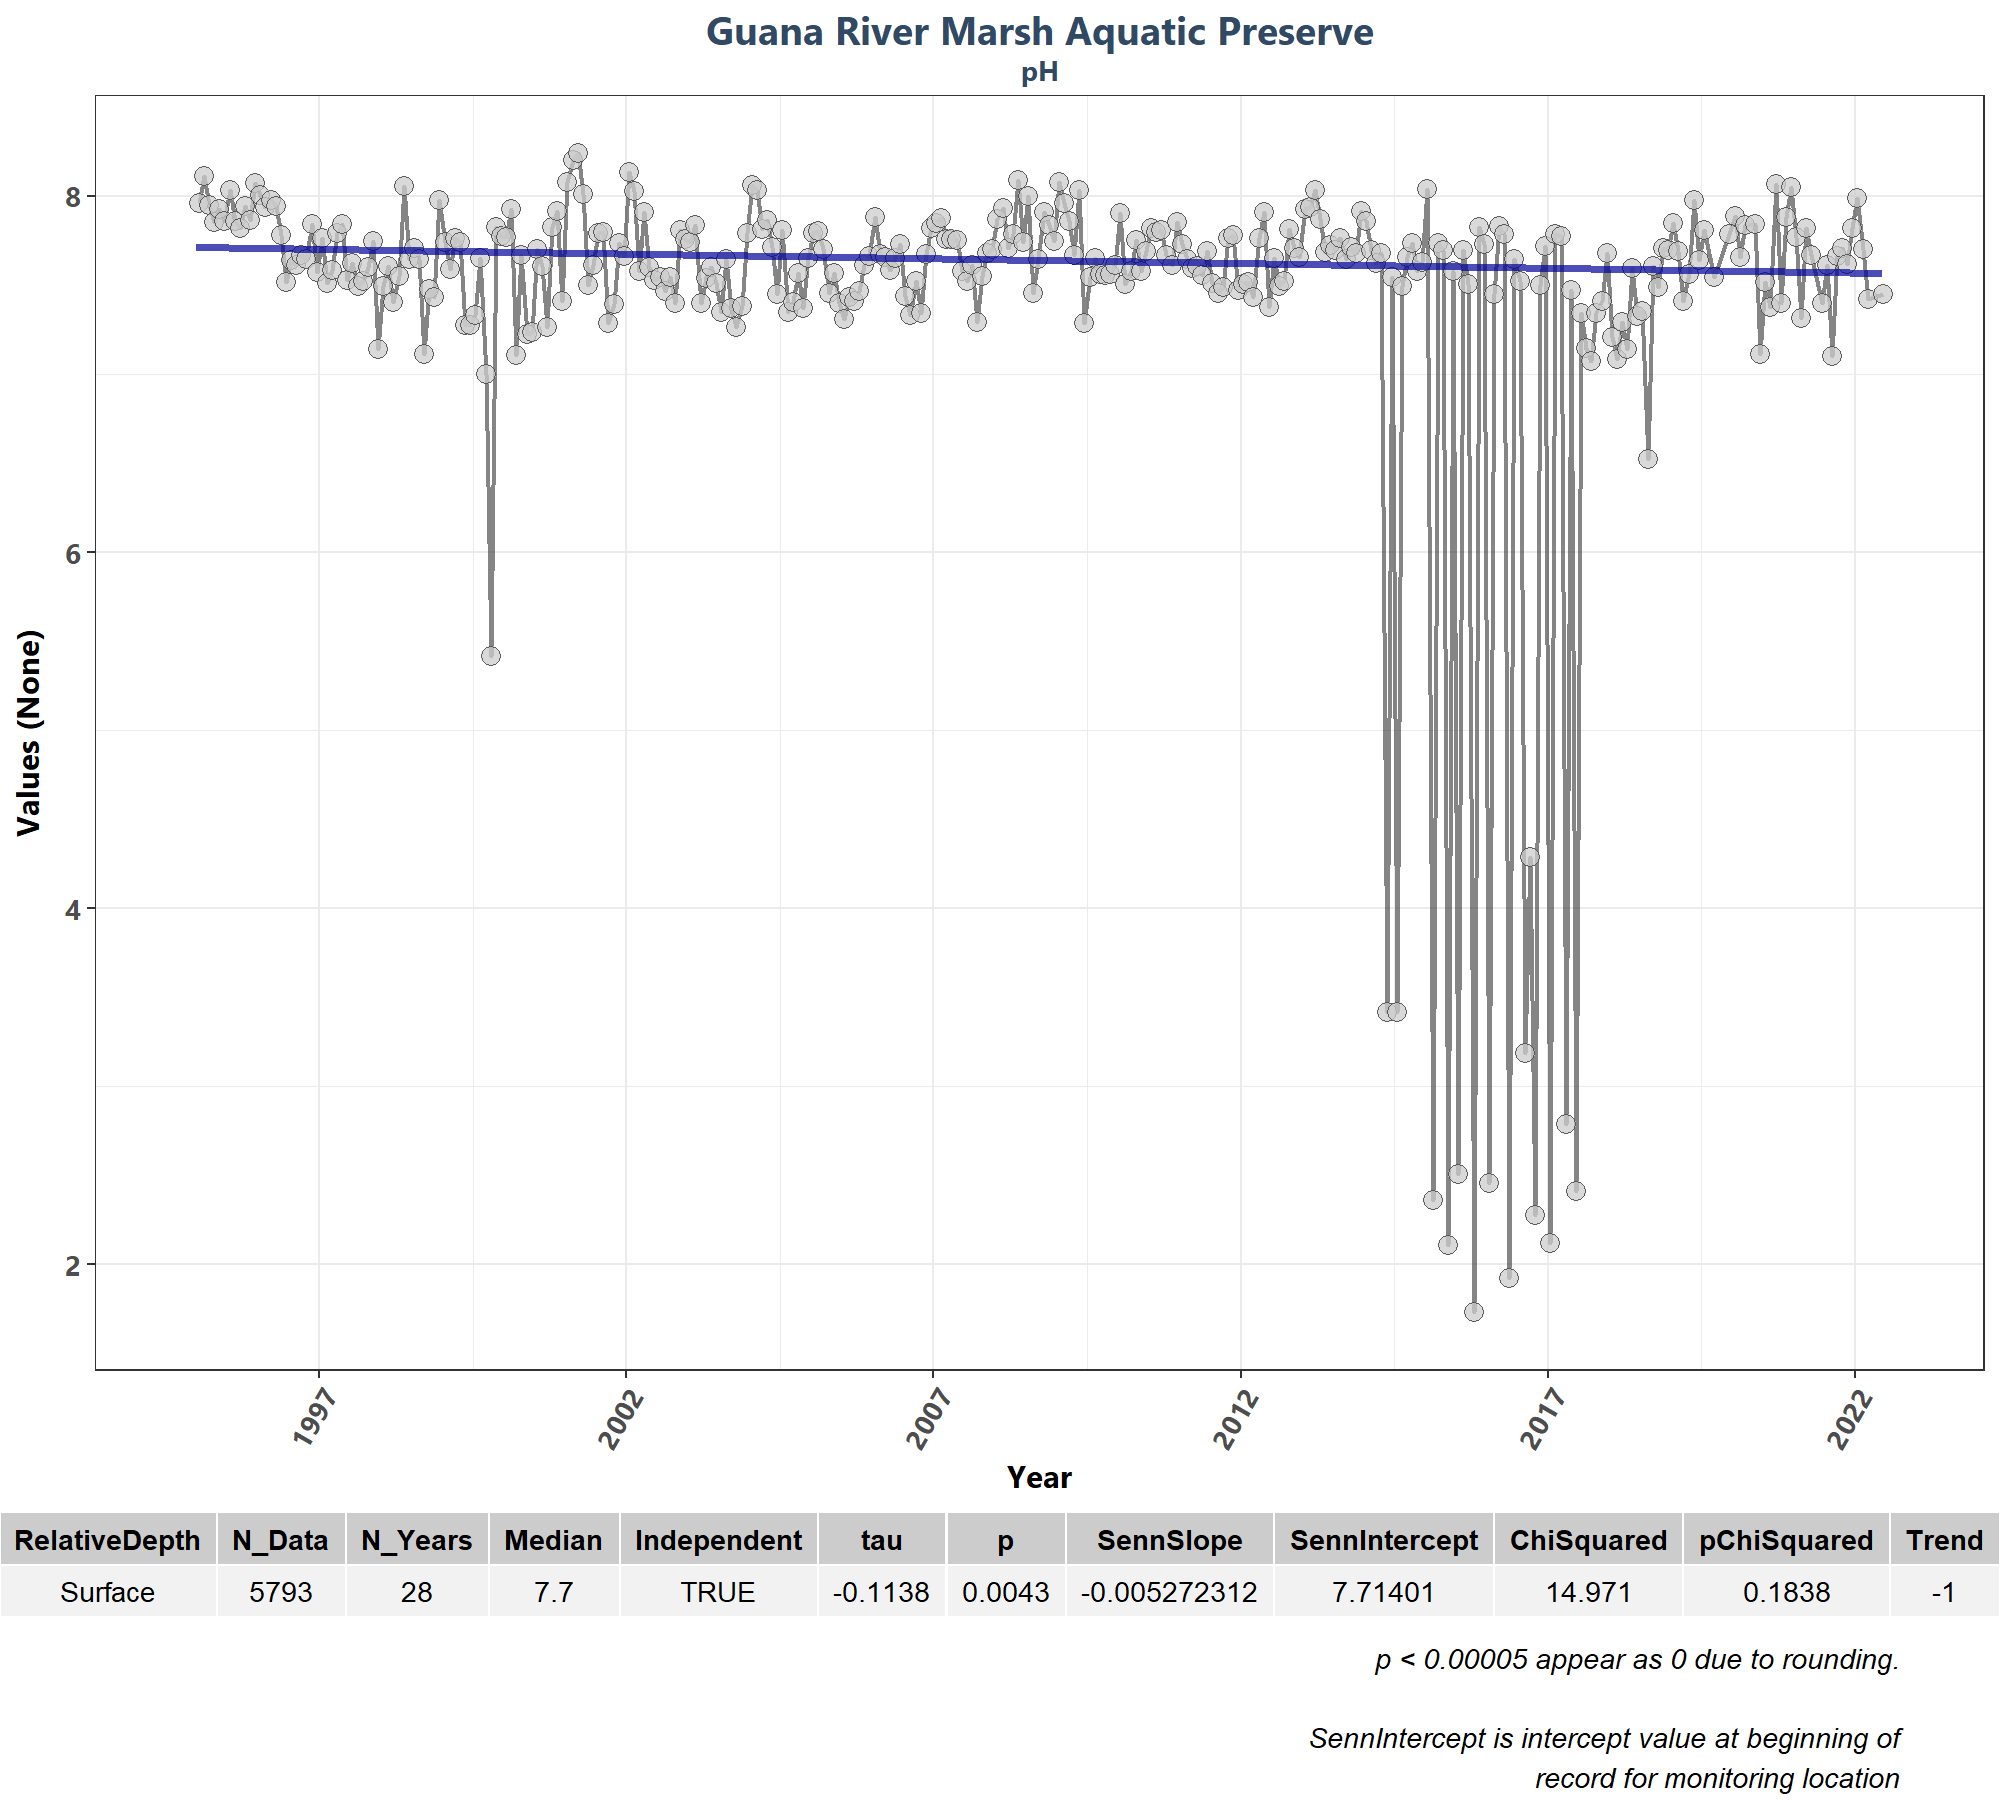 Guana River Marsh Aquatic Preserve
pH
Values (None)
8
6
4
2
1997
2002
2007
2012
2017
2022
Year
RelativeDepth N_Data N_Years Median Independent tau p SennSlope SennIntercept ChiSquared pChiSquared Trend
Surface 5793 28 7.7 TRUE -0.1138 0.0043 -0.005272312 7.71401 14.971 0.1838 -1
p < 0.00005 appear as 0 due to rounding.
SennIntercept is intercept value at beginning of
record for monitoring location